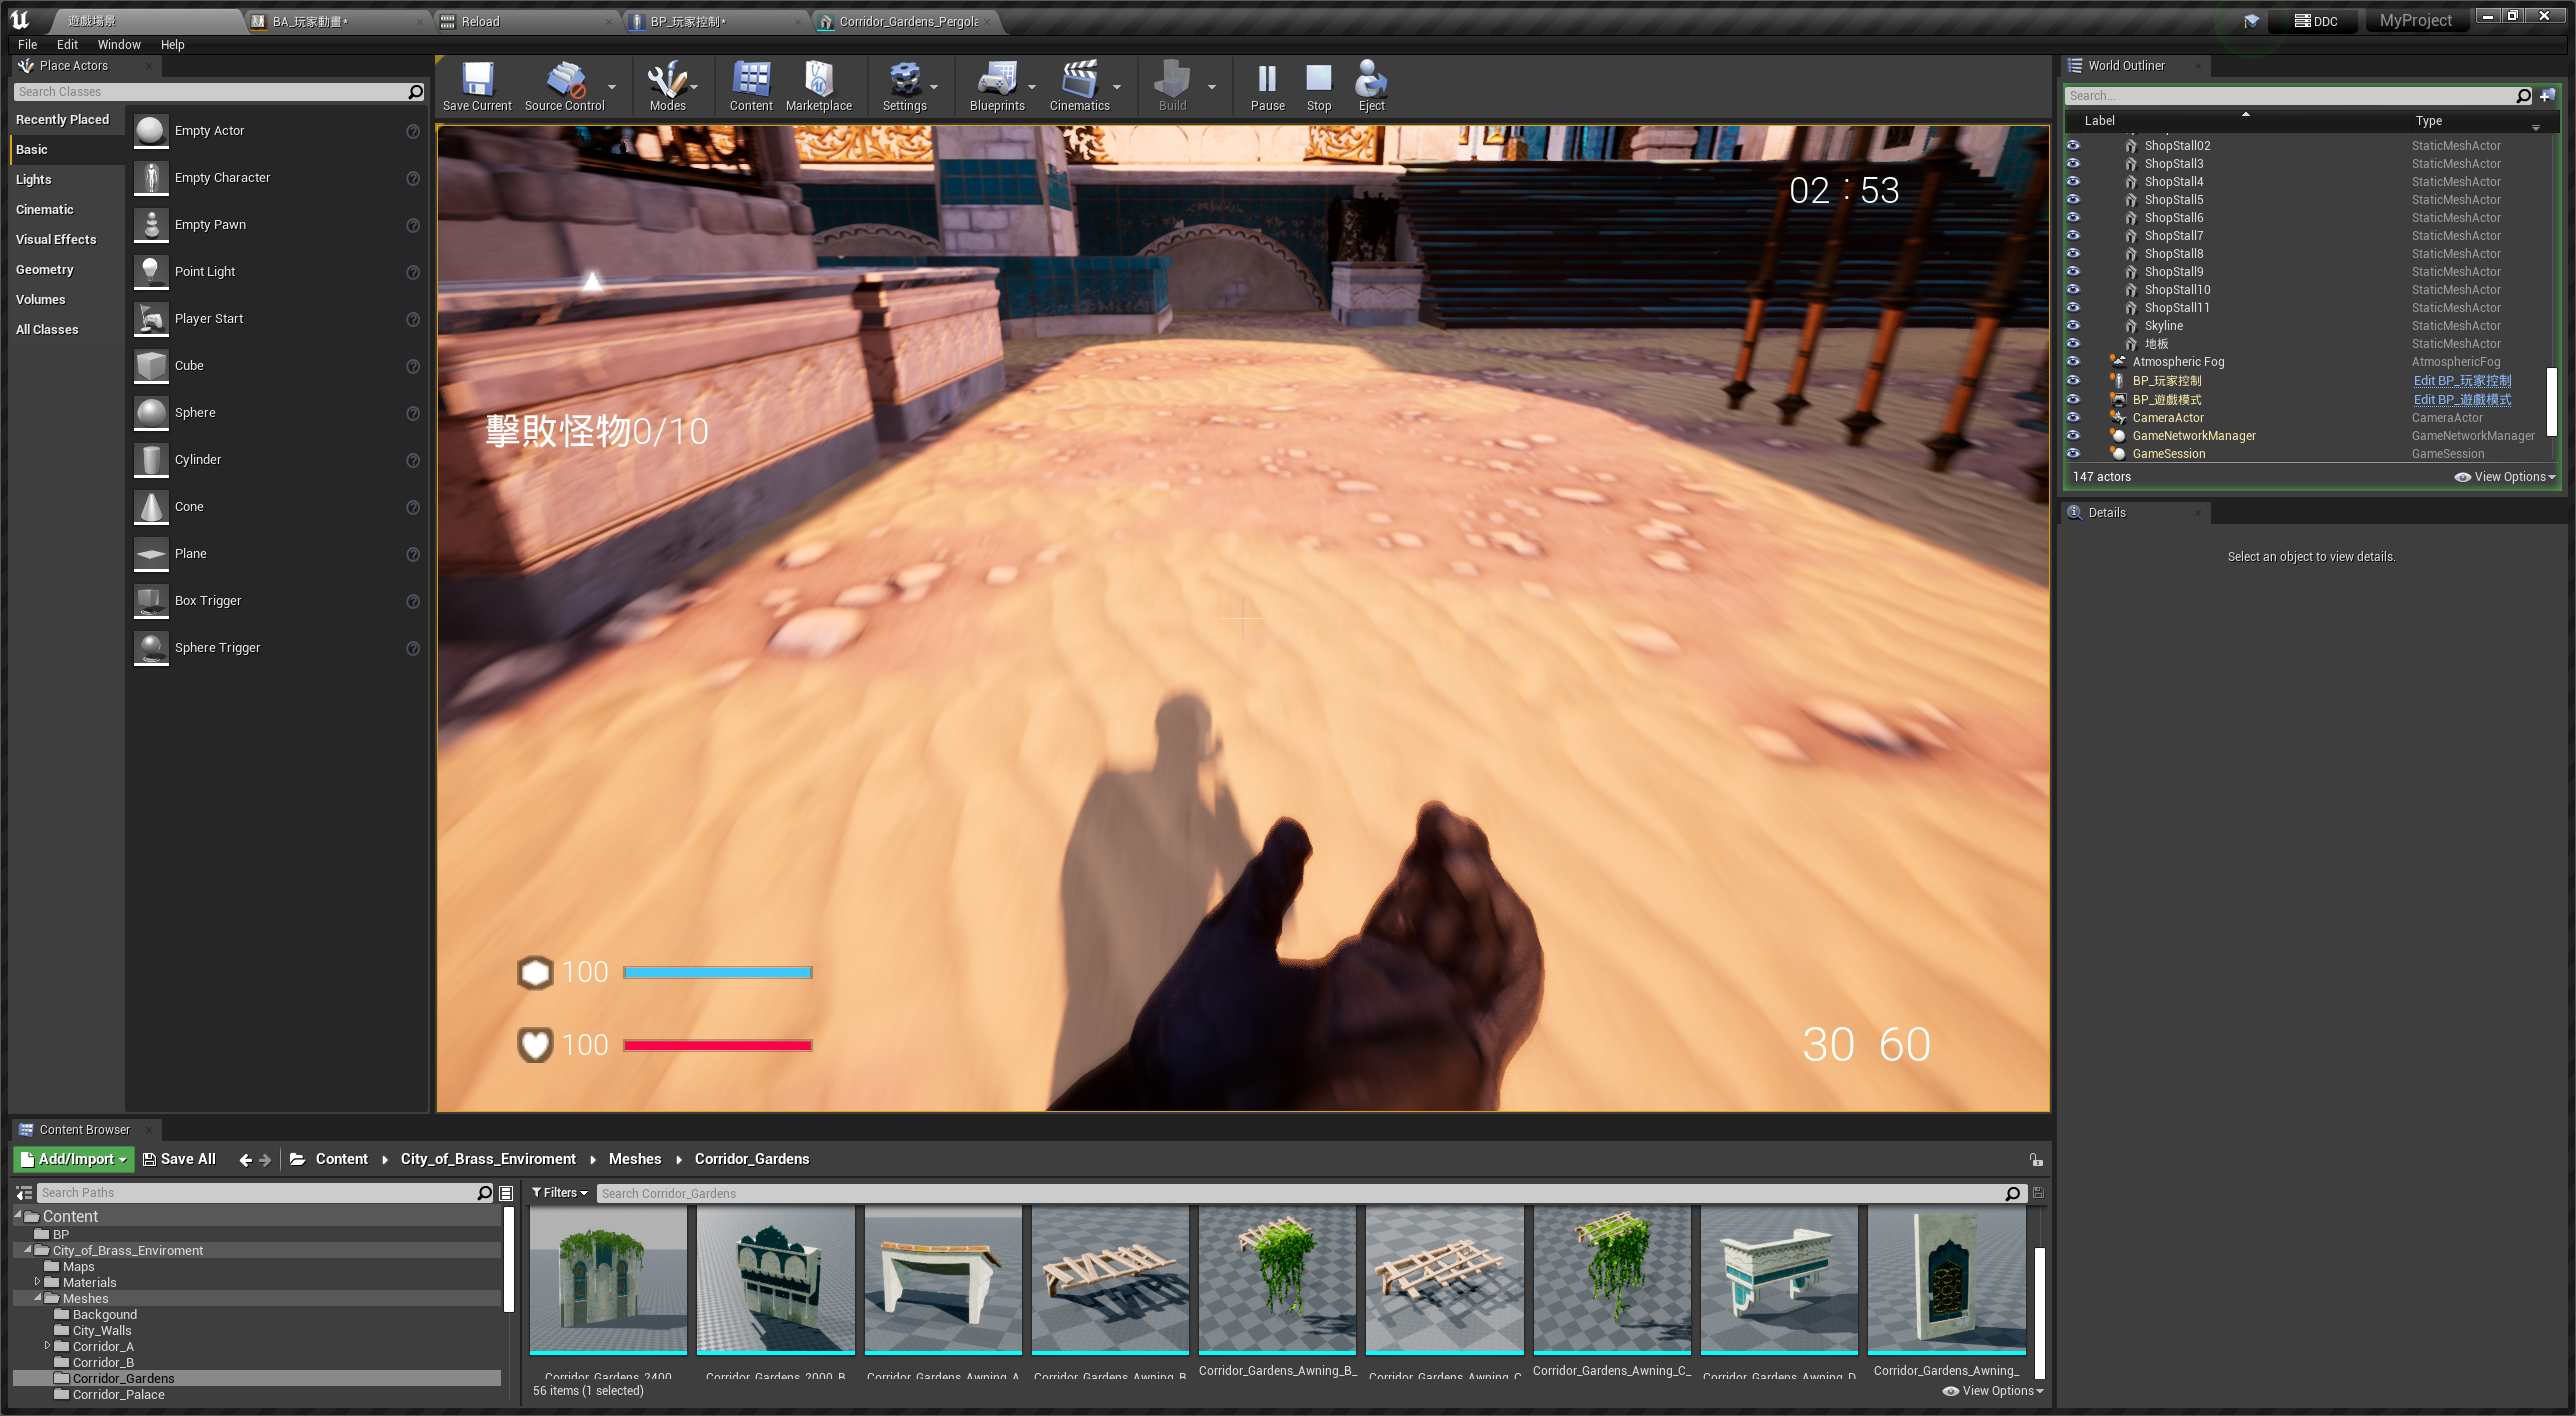 遊戲場景
BA_玩家動畫*
Reload
BP_玩家控制*
Corridor_Gardens_Pergola
DDC
MyProject
File Edit Window Help
Place Actors
Search Classes
Recently Placed
Basic
Lights
Cinematic
Visual Effects
Geometry
Volumes
All Classes
Empty Actor
Empty Character
Empty Pawn
Point Light
Player Start
Cube
Sphere
Cylinder
Cone
Plane
Box Trigger
Sphere Trigger
Save Current
Source Control
Modes
Content
Marketplace
Settings
Blueprints
Cinematics
Build
Pause
Stop
Eject
02 : 53
擊敗怪物0/10
100
100
30 60
World Outliner
Search...
Label Type
ShopStall02 StaticMeshActor
ShopStall3 StaticMeshActor
ShopStall4 StaticMeshActor
ShopStall5 StaticMeshActor
ShopStall6 StaticMeshActor
ShopStall7 StaticMeshActor
ShopStall8 StaticMeshActor
ShopStall9 StaticMeshActor
ShopStall10 StaticMeshActor
ShopStall11 StaticMeshActor
Skyline StaticMeshActor
地板 StaticMeshActor
Atmospheric Fog AtmosphericFog
BP_玩家控制 Edit BP_玩家控制
BP_遊戲模式 Edit BP_遊戲模式
CameraActor CameraActor
GameNetworkManager GameNetworkManager
GameSession GameSession
147 actors View Options
Details
Select an object to view details.
Content Browser
Add/Import Save All Content City_of_Brass_Enviroment Meshes Corridor_Gardens
Search Paths
Content
BP
City_of_Brass_Enviroment
Maps
Materials
Meshes
Backgound
City_Walls
Corridor_A
Corridor_B
Corridor_Gardens
Corridor_Palace
Filters Search Corridor_Gardens
Corridor_Gardens_2400
Corridor_Gardens_2000_B
Corridor_Gardens_Awning_A
Corridor_Gardens_Awning_B
Corridor_Gardens_Awning_B_
Corridor_Gardens_Awning_C
Corridor_Gardens_Awning_C_
Corridor_Gardens_Awning_D
Corridor_Gardens_Awning_
56 items (1 selected) View Options